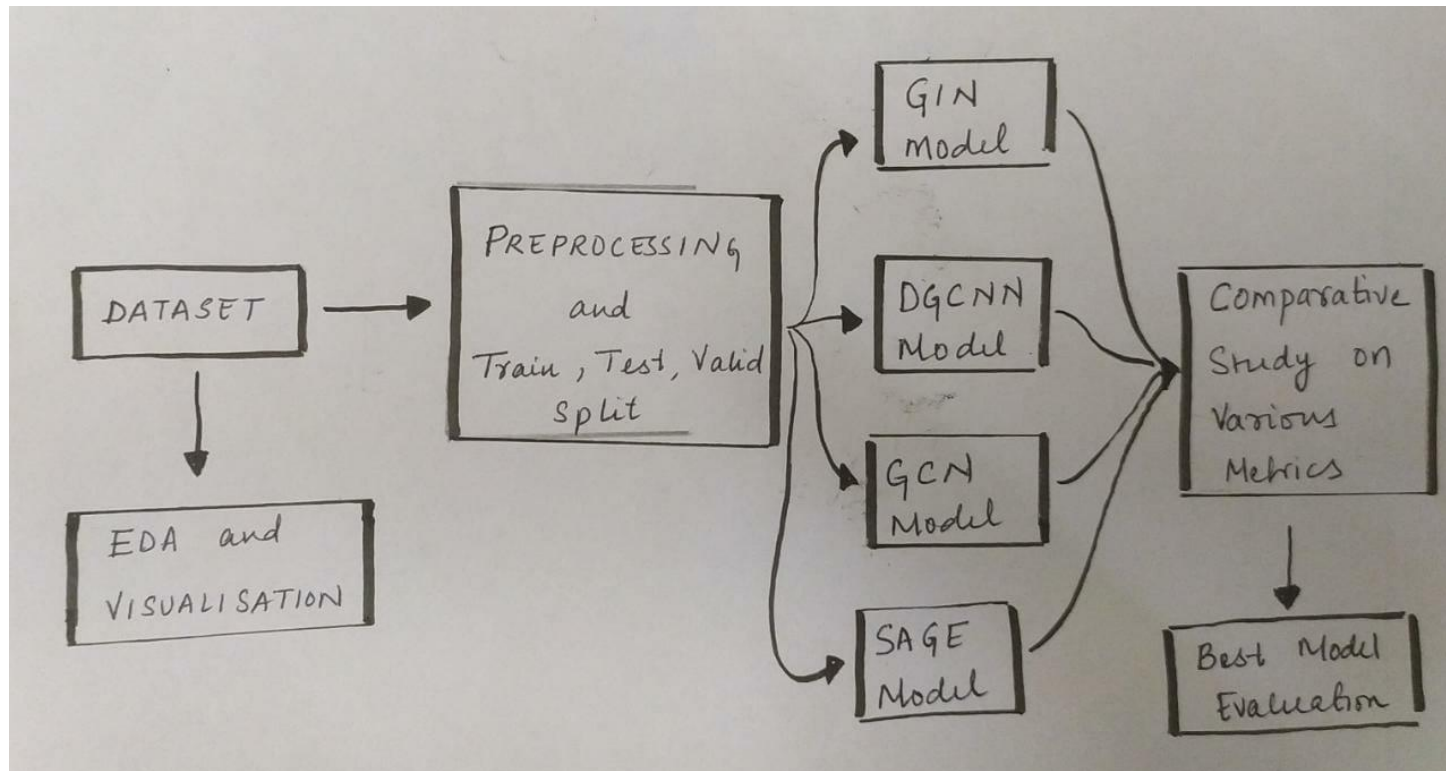 DATASET
EDA and
VISUALISATION
PREPROCESSING
and
Train, Test, Valid
Split
GIN
Model
DGCNN
Model
GCN
Model
SAGE
Model
Comparative
Study on
Various
Metrics
Best Model
Evaluation